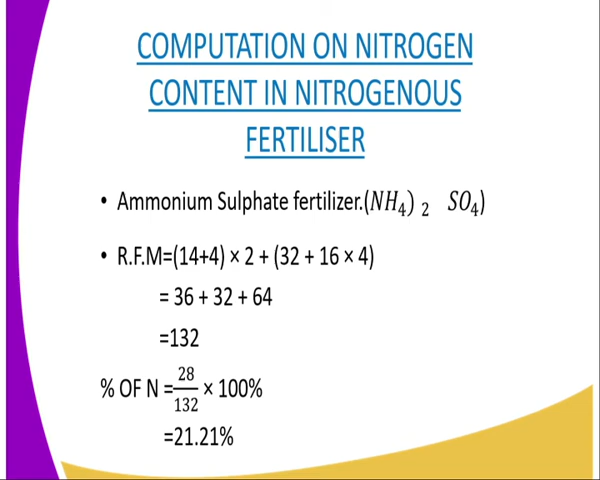 COMPUTATION ON NITROGEN
CONTENT IN NITROGENOUS
FERTILISER
• Ammonium Sulphate fertilizer.(NH₄) ₂ SO₄)
• R.F.M=(14+4) × 2 + (32 + 16 × 4)
= 36 + 32 + 64
=132
% OF N =28/132 × 100%
=21.21%